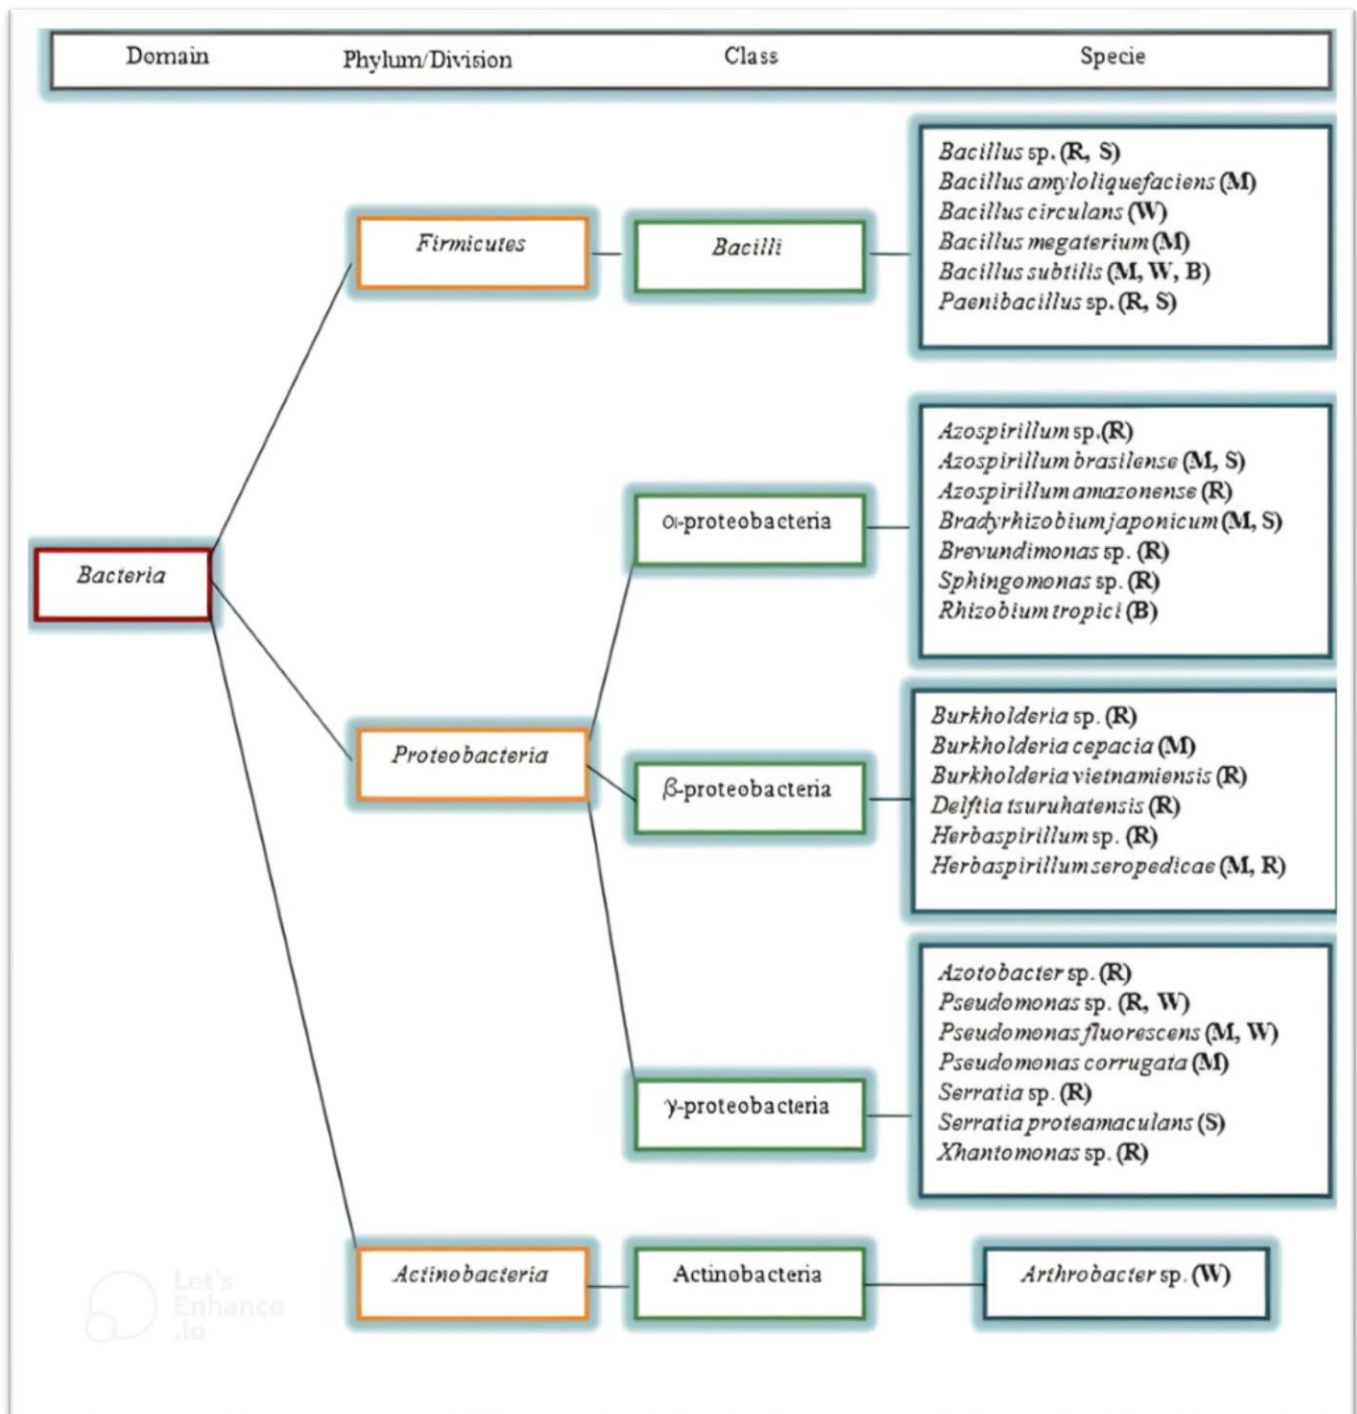 Domain Phylum/Division Class Specie
Bacillus sp. (R, S)
Bacillus amyloliquefaciens (M)
Bacillus circulans (W)
Bacillus megaterium (M)
Bacillus subtilis (M, W, B)
Paenibacillus sp. (R, S)
Firmicutes
Bacilli
Azospirillum sp.(R)
Azospirillum brasilense (M, S)
Azospirillum amazonense (R)
Bradyrhizobium japonicum (M, S)
Brevundimonas sp. (R)
Sphingomonas sp. (R)
Rhizobium tropici (B)
α-proteobacteria
Bacteria
Proteobacteria
β-proteobacteria
Burkholderia sp. (R)
Burkholderia cepacia (M)
Burkholderia vietnamiensis (R)
Delftia tsuruhatensis (R)
Herbaspirillum sp. (R)
Herbaspirillum seropedicae (M, R)
γ-proteobacteria
Azotobacter sp. (R)
Pseudomonas sp. (R, W)
Pseudomonas fluorescens (M, W)
Pseudomonas corrugata (M)
Serratia sp. (R)
Serratia proteamaculans (S)
Xhantomonas sp. (R)
Actinobacteria
Actinobacteria
Arthrobacter sp. (W)
Let's
Enhance
.io